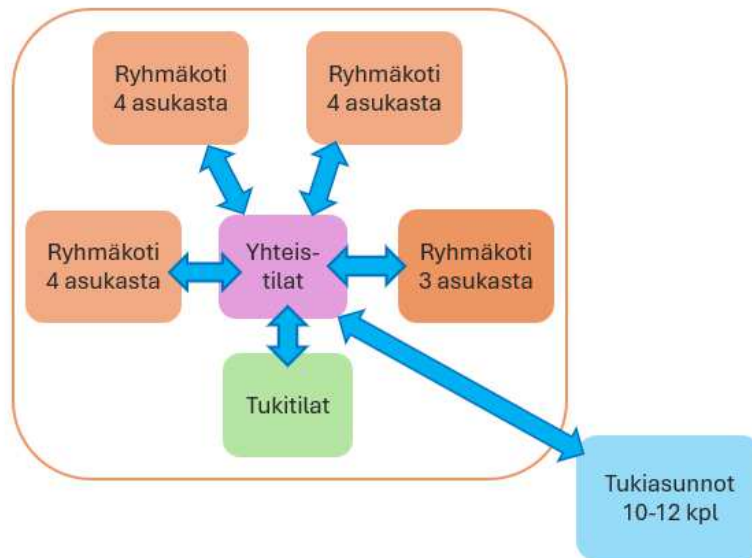 Ryhmäkoti
4 asukasta
Ryhmäkoti
4 asukasta
Ryhmäkoti
4 asukasta
Yhteis-
tilat
Ryhmäkoti
3 asukasta
Tukitilat
Tukiasunnot
10-12 kpl